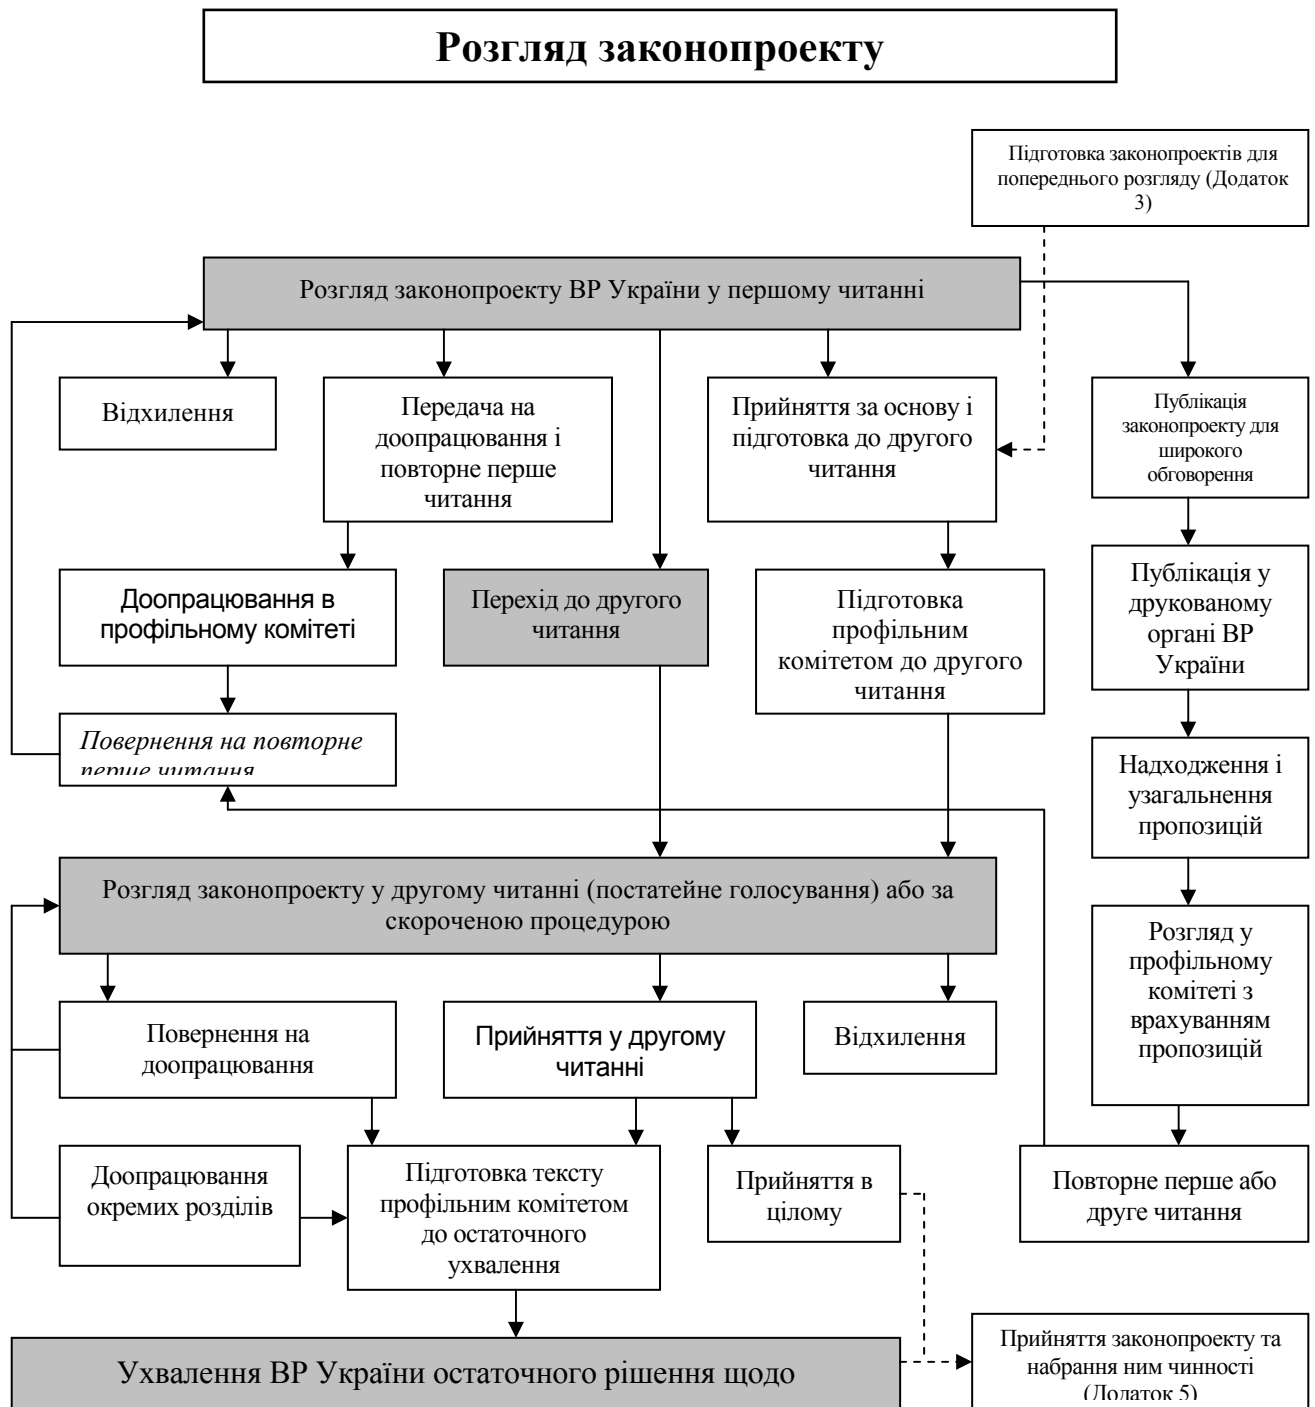 Розгляд законопроекту
Підготовка законопроектів для
попереднього розгляду (Додаток
3)
Розгляд законопроекту ВР України у першому читанні
Відхилення
Передача на
доопрацювання і
повторне перше
читання
Прийняття за основу і
підготовка до другого
читання
Публікація
законопроекту для
широкого
обговорення
Доопрацювання в
профільному комітеті
Перехід до другого
читання
Підготовка
профільним
комітетом до другого
читання
Публікація у
друкованому
органі ВР
України
Повернення на повторне
перше читання
Надходження і
узагальнення
пропозицій
Розгляд законопроекту у другому читанні (постатейне голосування) або за
скороченою процедурою
Розгляд у
профільному
комітеті з
врахуванням
пропозицій
Повернення на
доопрацювання
Прийняття у другому
читанні
Відхилення
Доопрацювання
окремих розділів
Підготовка тексту
профільним комітетом
до остаточного
ухвалення
Прийняття в
цілому
Повторне перше або
друге читання
Ухвалення ВР України остаточного рішення щодо
Прийняття законопроекту та
набрання ним чинності
(Додаток 5)